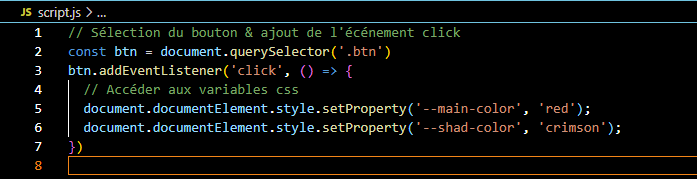 JS script.js > ...
1 // Sélection du bouton & ajout de l'écénement click
2 const btn = document.querySelector('.btn')
3 btn.addEventListener('click', () => {
4 // Accéder aux variables css
5 document.documentElement.style.setProperty('--main-color', 'red');
6 document.documentElement.style.setProperty('--shad-color', 'crimson');
7 })
8